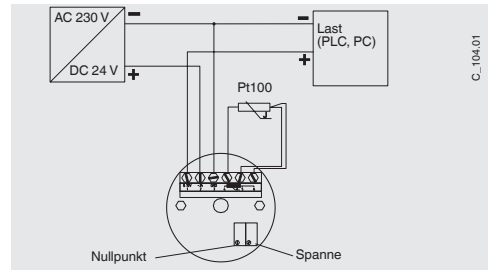 AC 230 V
DC 24 V
Last
(PLC, PC)
C_104.01
Pt100
Nullpunkt
Spanne